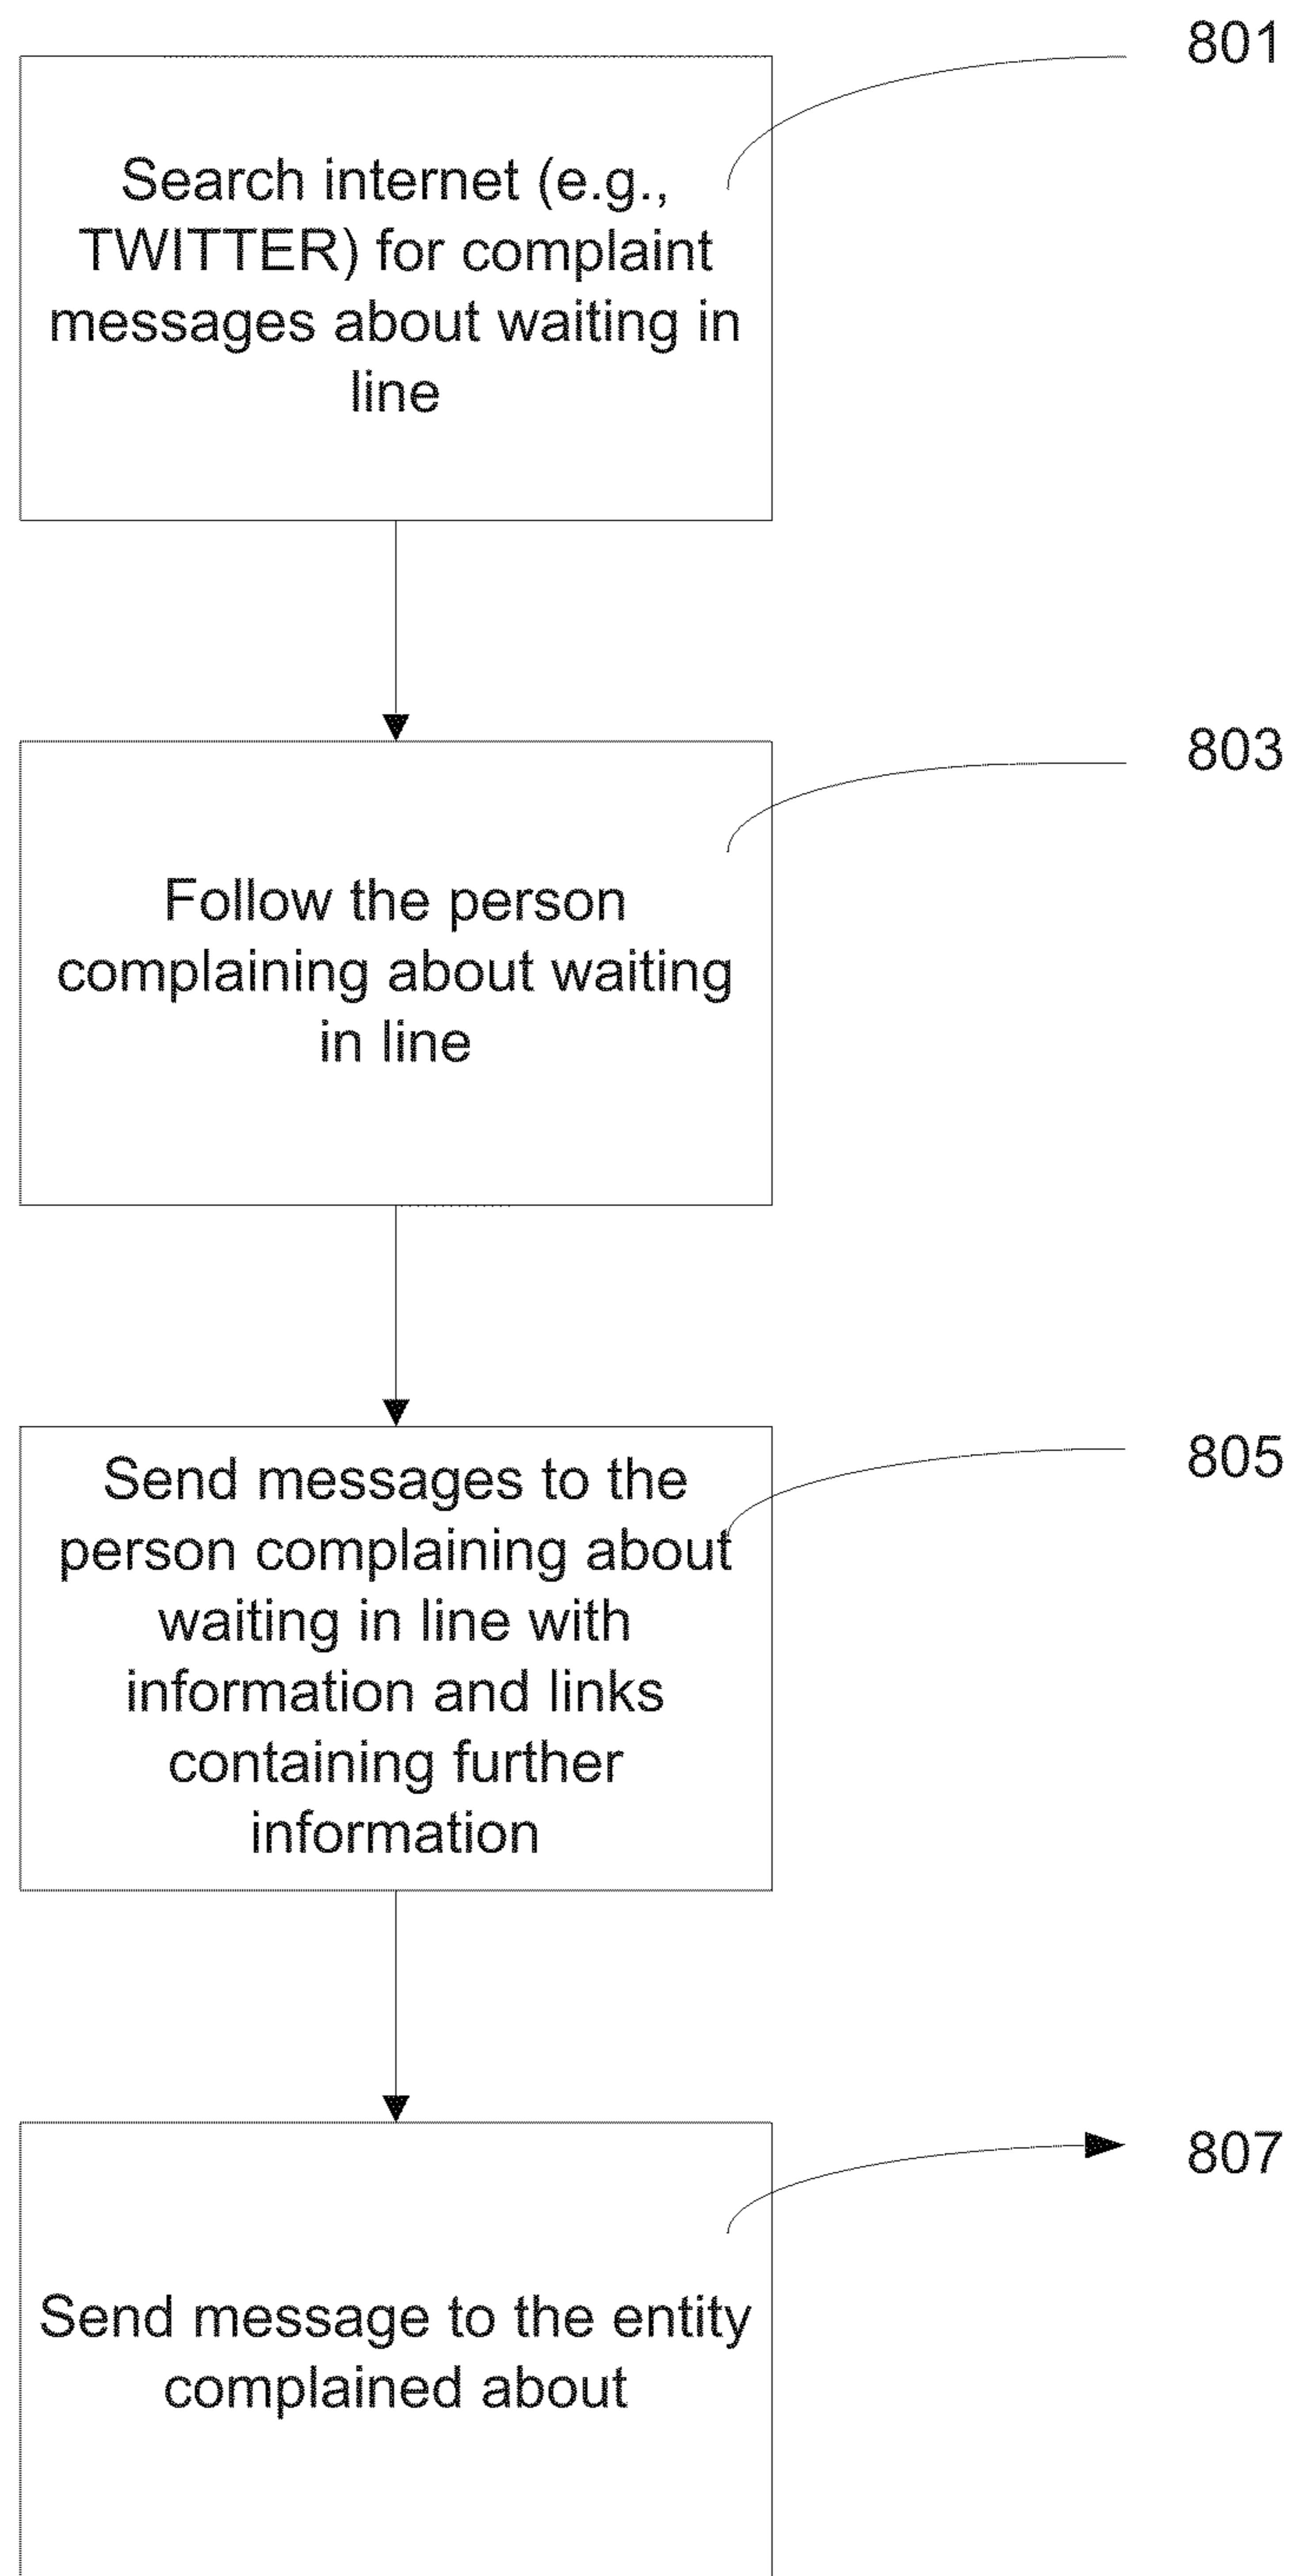 801
Search internet (e.g.,
TWITTER) for complaint
messages about waiting in
line
803
Follow the person
complaining about waiting
in line
805
Send messages to the
person complaining about
waiting in line with
information and links
containing further
information
807
Send message to the entity
complained about